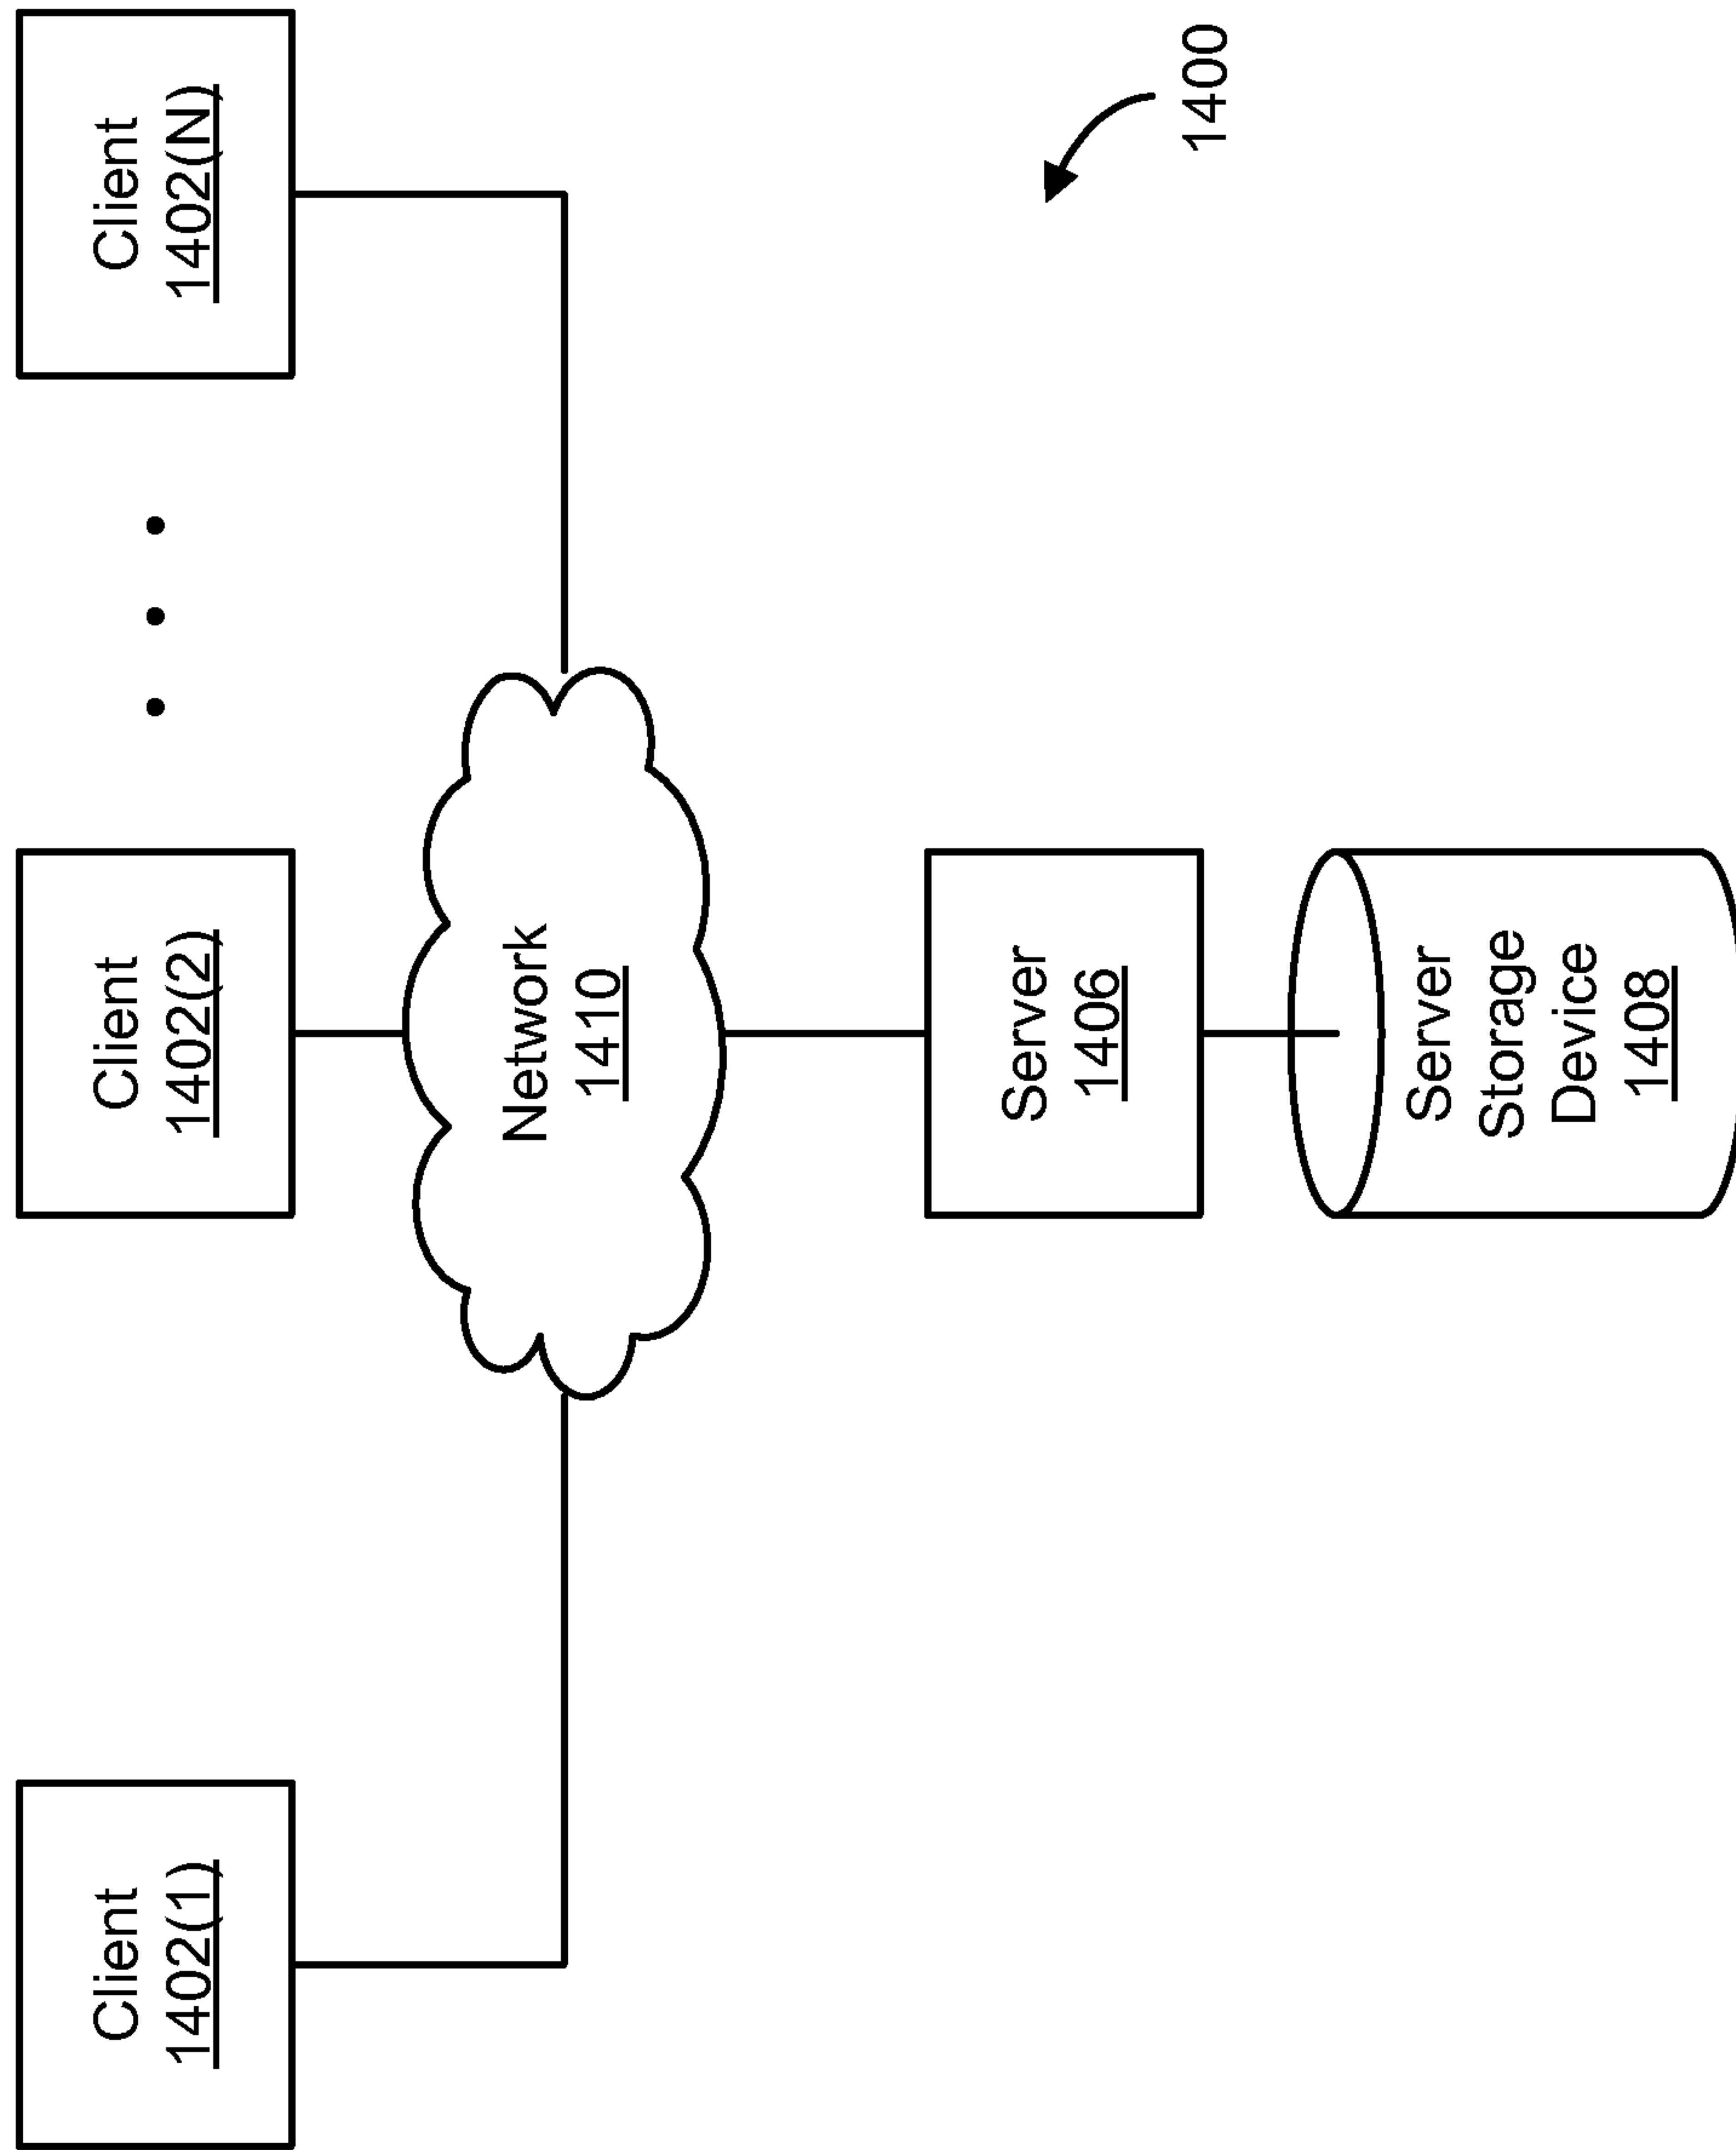 Client
1402(1)
Client
1402(2)
Client
1402(N)
Network
1410
Server
1406
Server
Storage
Device
1408
1400